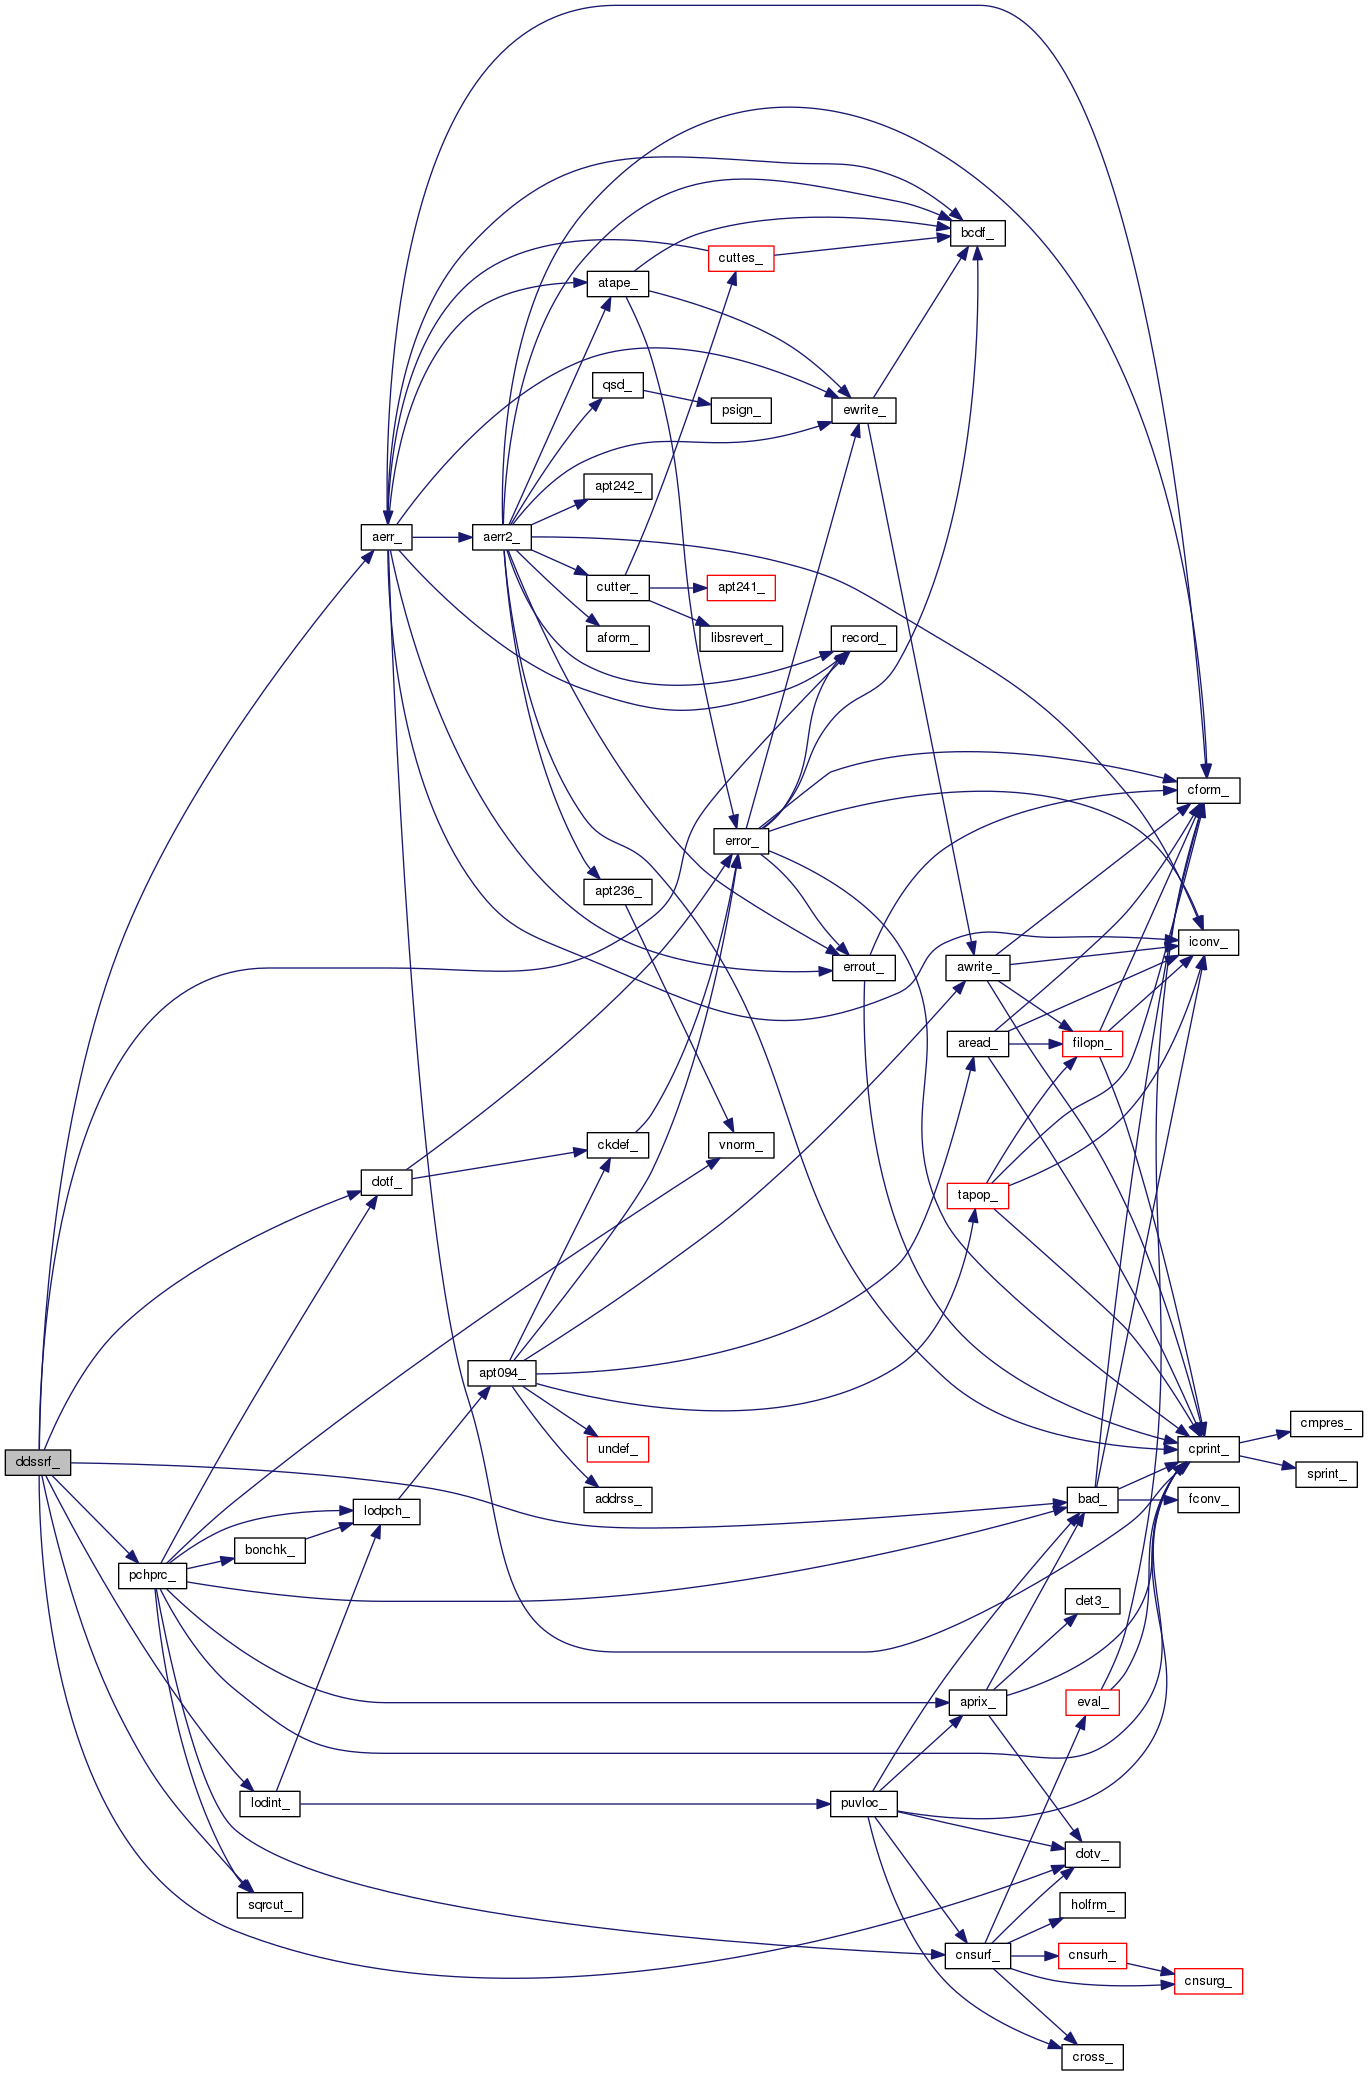 bcdf_
cuttes_
atape_
qsd_
psign_
ewrite_
apt242_
aerr_
aerr2_
cutter_
apt241_
aform_
libsrevert_
record_
cform_
error_
apt236_
iconv_
errout_
awrite_
aread_
filopn_
ckdef_
vnorm_
dotf_
tapop_
apt094_
cmpres_
undef_
cprint_
ddssrf_
sprint_
addrss_
bad_
fconv_
lodpch_
bonchk_
pchprc_
det3_
aprix_
eval_
lodint_
puvloc_
dotv_
sqrcut_
holfrm_
cnsurf_
cnsurh_
cnsurg_
cross_